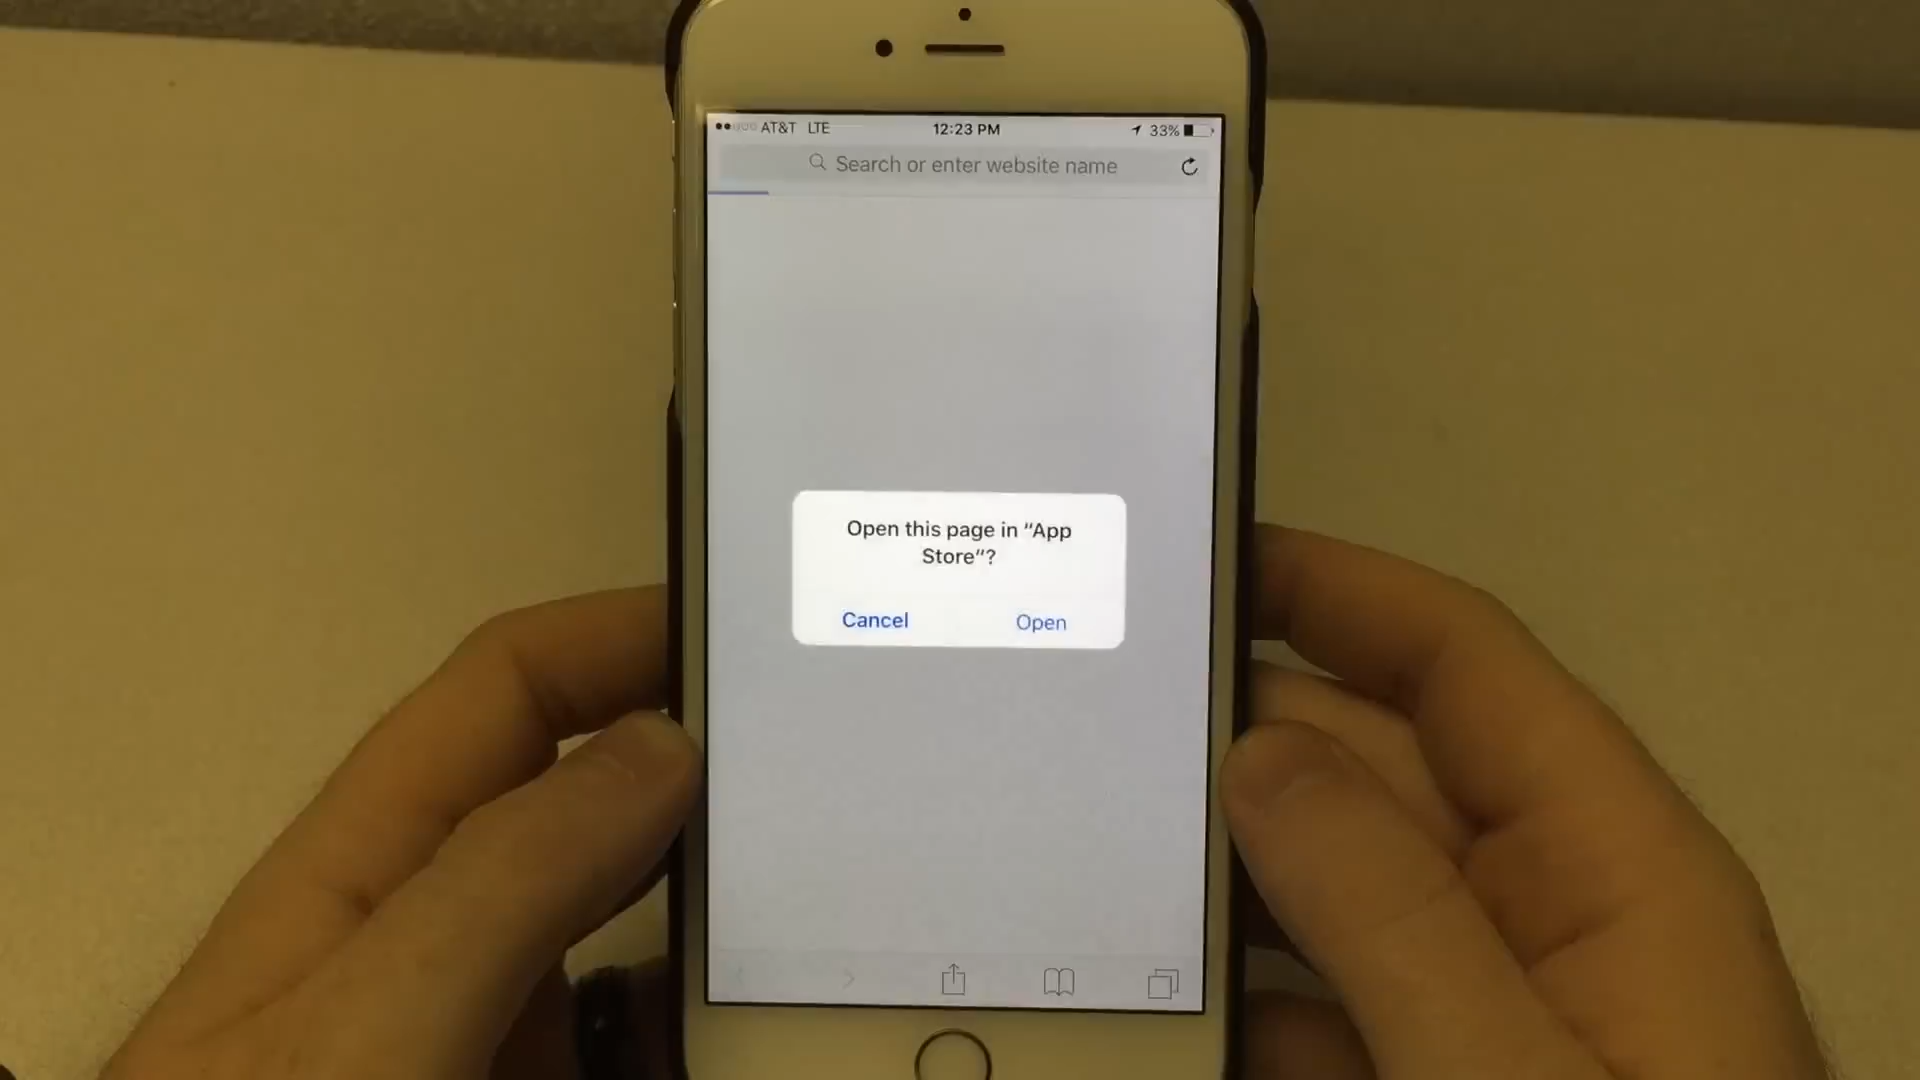 AT&T LTE 12:23 PM 33%
Search or enter website name
Open this page in “App
Store”?
Cancel Open